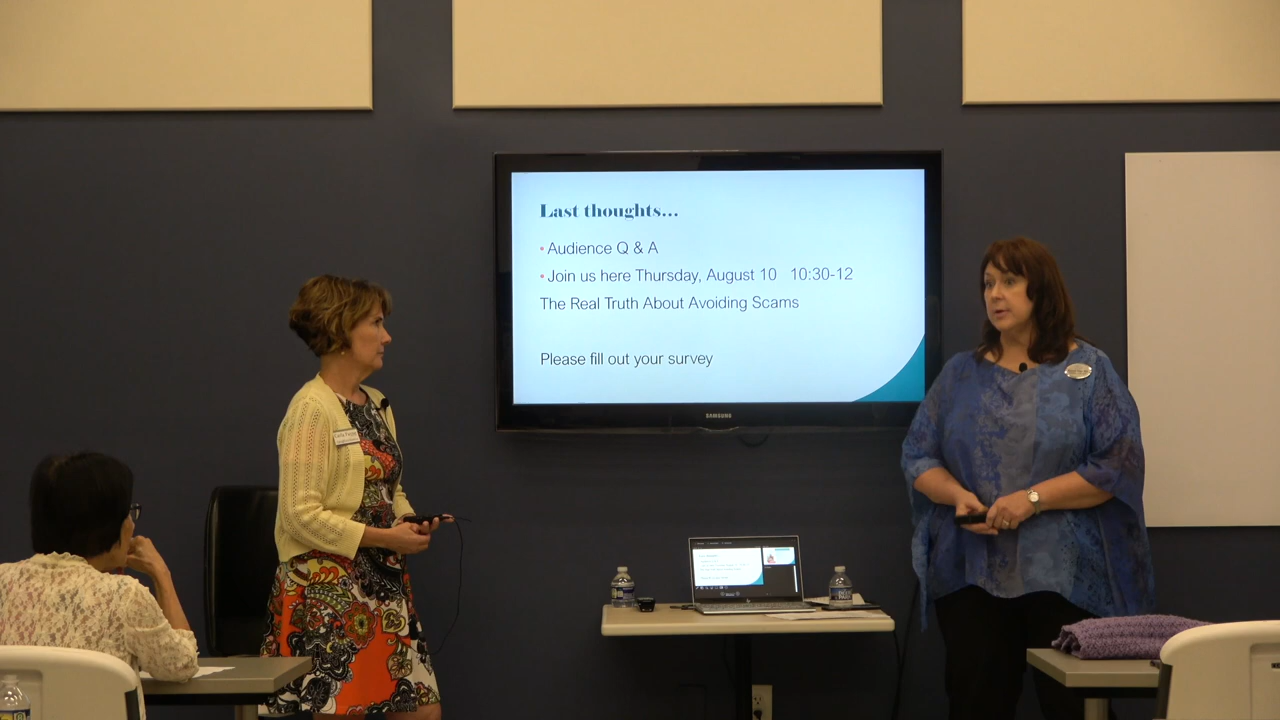 Last thoughts...
• Audience Q & A
• Join us here Thursday, August 10 10:30-12
The Real Truth About Avoiding Scams
Please fill out your survey
SAMSUNG